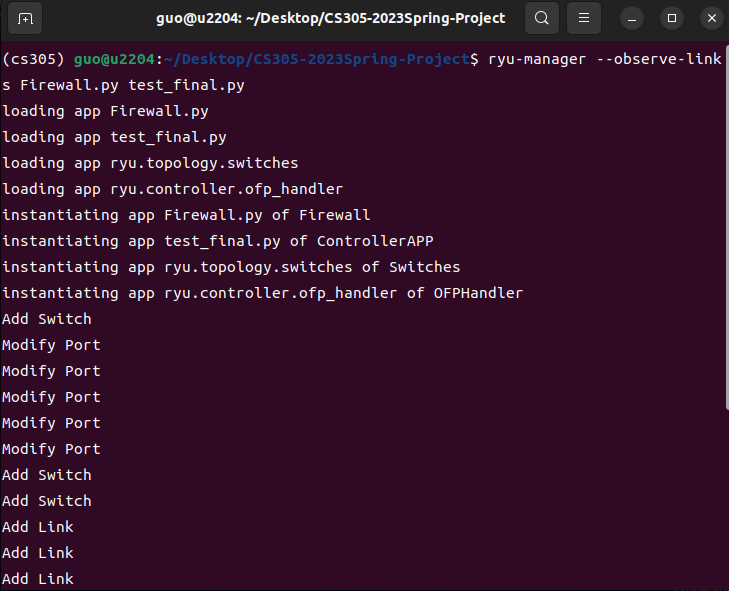 guo@u2204: ~/Desktop/CS305-2023Spring-Project
(cs305) guo@u2204:~/Desktop/CS305-2023Spring-Project$ ryu-manager --observe-link
s Firewall.py test_final.py
loading app Firewall.py
loading app test_final.py
loading app ryu.topology.switches
loading app ryu.controller.ofp_handler
instantiating app Firewall.py of Firewall
instantiating app test_final.py of ControllerAPP
instantiating app ryu.topology.switches of Switches
instantiating app ryu.controller.ofp_handler of OFPHandler
Add Switch
Modify Port
Modify Port
Modify Port
Modify Port
Modify Port
Add Switch
Add Switch
Add Link
Add Link
Add Link